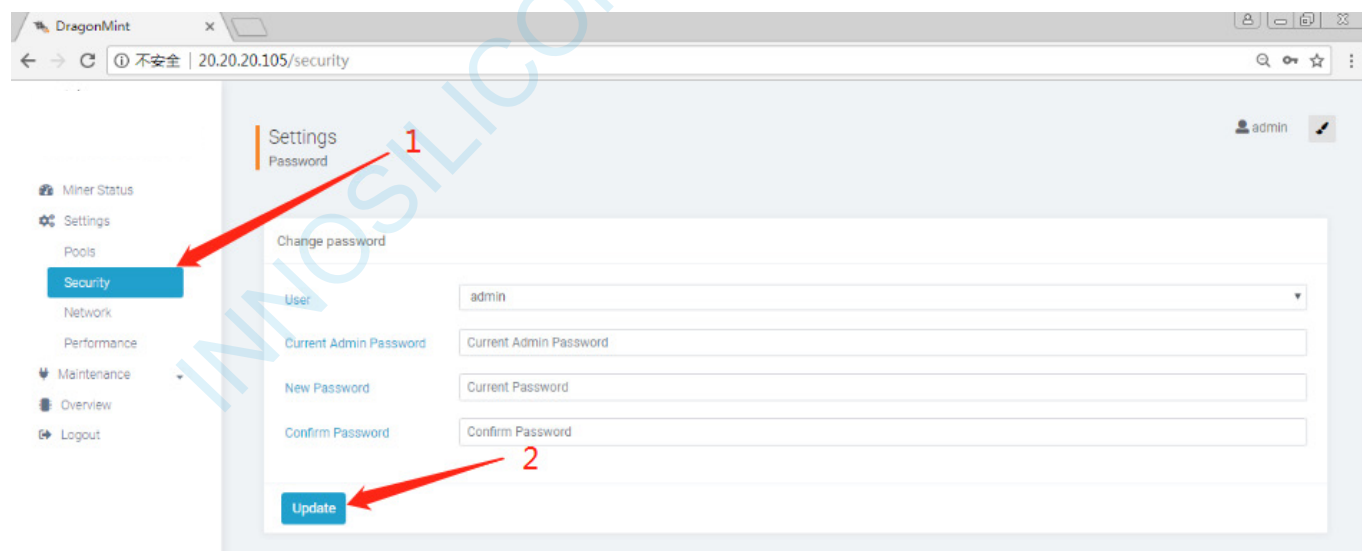 DragonMint
不安全 | 20.20.20.105/security
admin
Settings
Password
1
Miner Status
Settings
Pools
Security
Network
Performance
Maintenance
Overview
Logout
Change password
User
admin
Current Admin Password
Current Admin Password
New Password
Current Password
Confirm Password
Confirm Password
2
Update
INNOSILICO